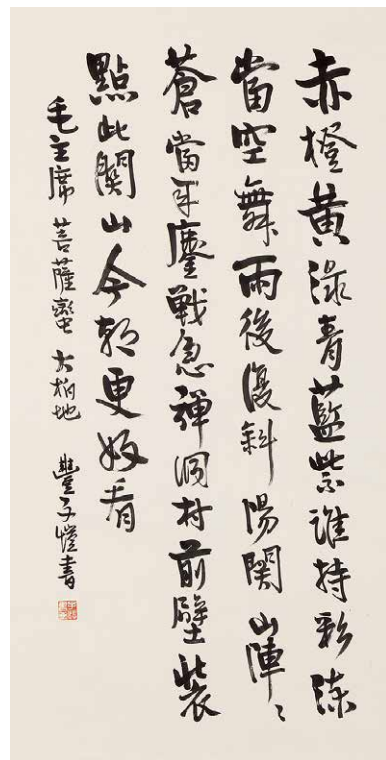 赤橙黃綠青藍紫誰持彩練
當空舞雨後復斜陽關山陣〻
蒼當年鏖戰急彈洞村前壁裝
點此關山今朝更好看
毛主席 菩薩蠻 大柏地 豐子愷書